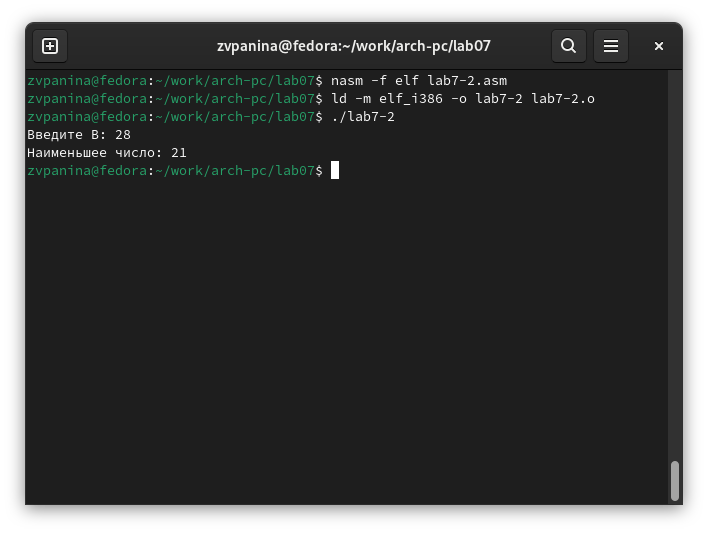 zvpanina@fedora:~/work/arch-pc/lab07
zvpanina@fedora:~/work/arch-pc/lab07$ nasm -f elf lab7-2.asm
zvpanina@fedora:~/work/arch-pc/lab07$ ld -m elf_i386 -o lab7-2 lab7-2.o
zvpanina@fedora:~/work/arch-pc/lab07$ ./lab7-2
Введите B: 28
Наименьшее число: 21
zvpanina@fedora:~/work/arch-pc/lab07$